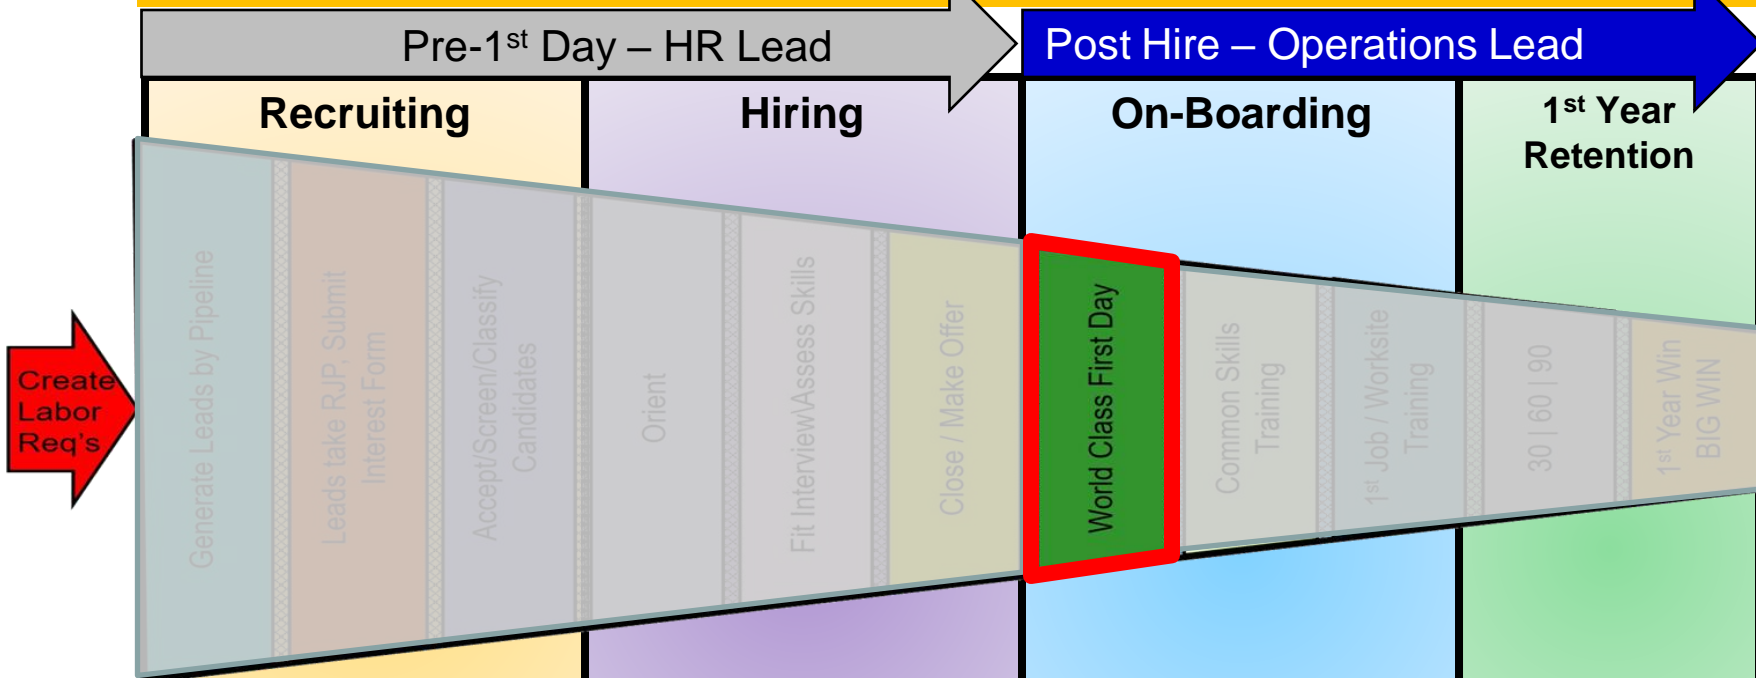 Pre-1st Day – HR Lead
Post Hire – Operations Lead
Recruiting
Hiring
On-Boarding
1st Year
Retention
Create
Labor
Req's
Generate Leads by Pipeline
Leads take RJP, Submit
Interest Form
Accept/Screen/Classify
Candidates
Orient
Fit Interview\Assess Skills
Close / Make Offer
World Class First Day
Common Skills
Training
1st Job / Worksite
Training
30 | 60 | 90
1st Year Win
BIG WIN